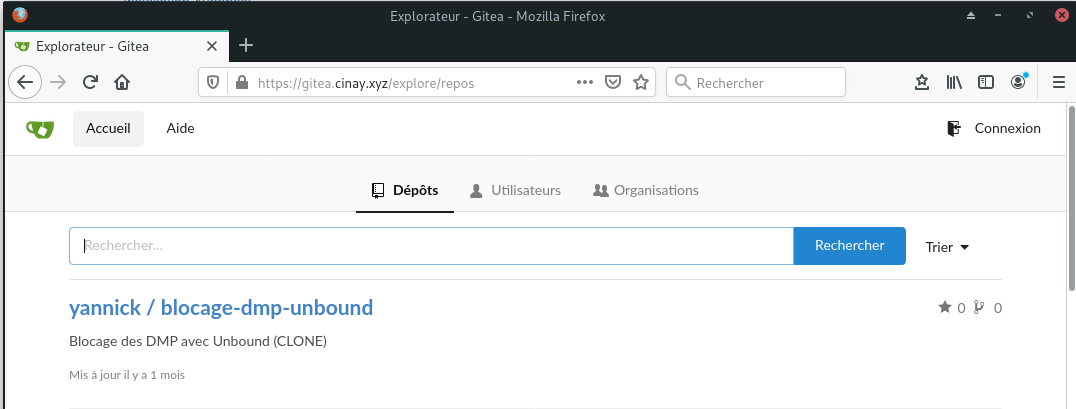 Explorateur - Gitea - Mozilla Firefox
Explorateur - Gitea
https://gitea.cinay.xyz/explore/repos
Rechercher
Accueil Aide Connexion
Dépôts Utilisateurs Organisations
Rechercher... Rechercher Trier
yannick / blocage-dmp-unbound 0 0
Blocage des DMP avec Unbound (CLONE)
Mis à jour il y a 1 mois